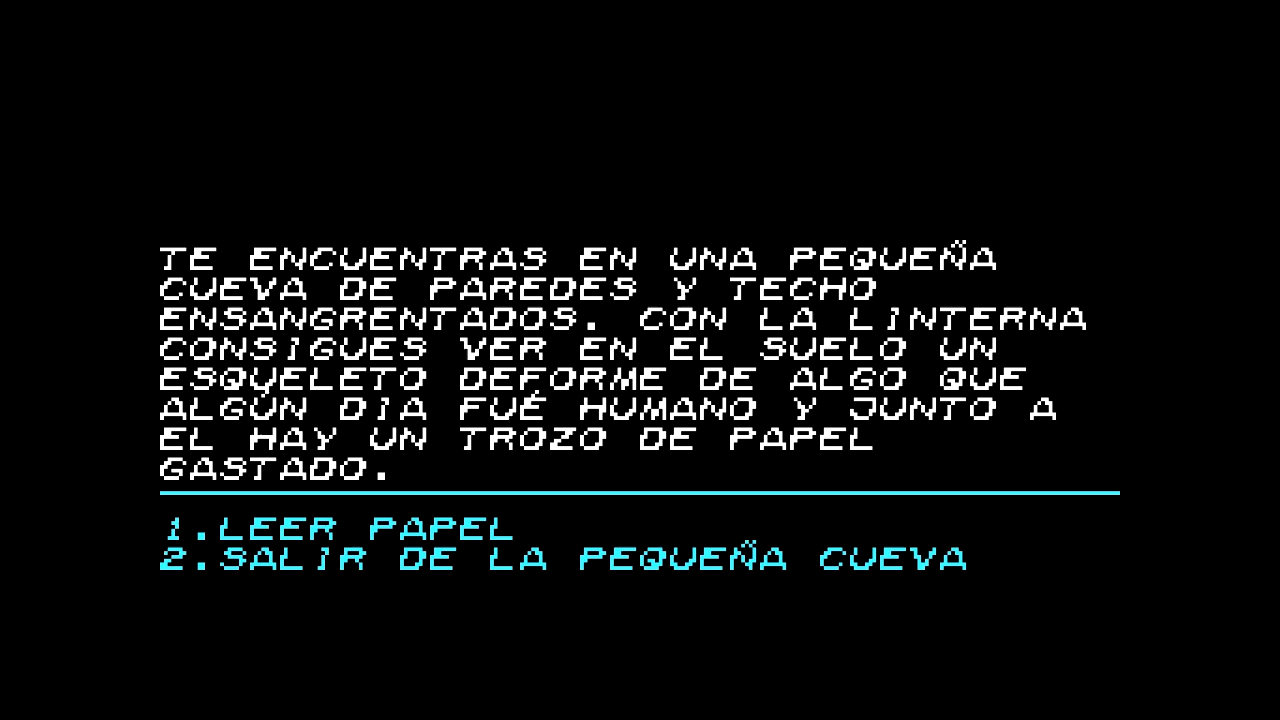 TE ENCUENTRAS EN UNA PEQUEÑA
CUEVA DE PAREDES Y TECHO
ENSANGRENTADOS. CON LA LINTERNA
CONSIGUES VER EN EL SUELO UN
ESQUELETO DEFORME DE ALGO QUE
ALGÚN DIA FUÉ HUMANO Y JUNTO A
EL HAY UN TROZO DE PAPEL
GASTADO.
1.LEER PAPEL
2.SALIR DE LA PEQUEÑA CUEVA